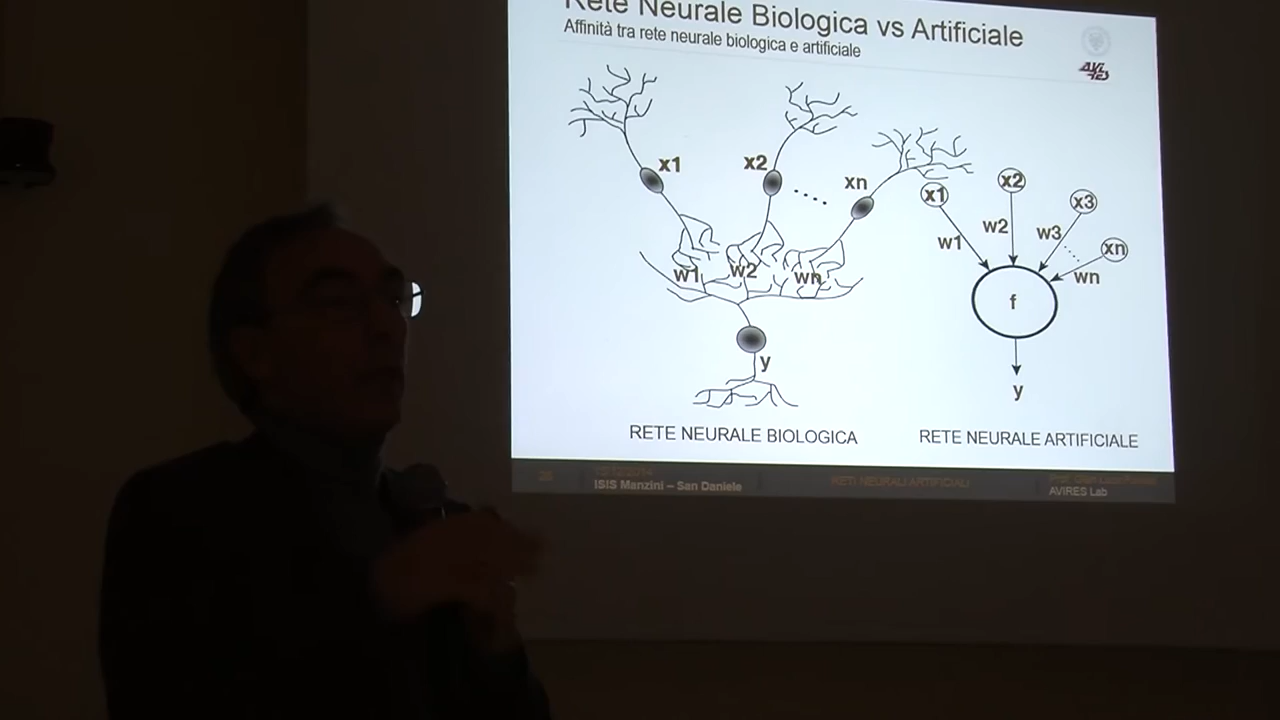 Rete Neurale Biologica vs Artificiale
Affinità tra rete neurale biologica e artificiale
AVI
x1
x2
xn
w1
w2
wn
y
RETE NEURALE BIOLOGICA
x1
x2
x3
xn
w1
w2
w3
wn
f
y
RETE NEURALE ARTIFICIALE
ISIS Manzini – San Daniele
RETI NEURALI ARTIFICIALI
AVIRES Lab